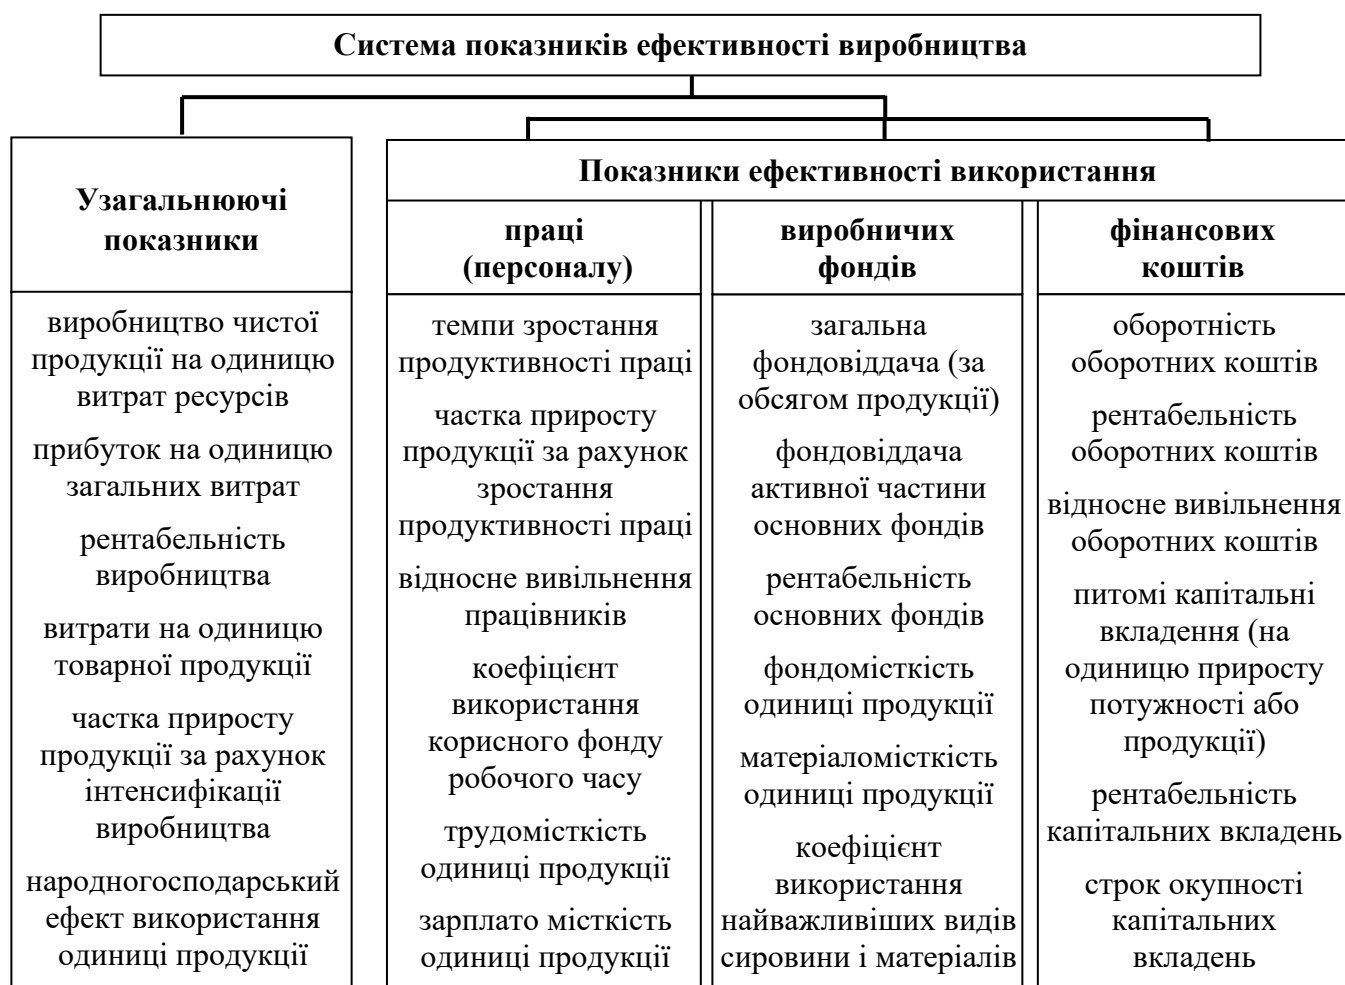 Система показників ефективності виробництва
Узагальнюючі
показники
виробництво чистої
продукції на одиницю
витрат ресурсів
прибуток на одиницю
загальних витрат
рентабельність
виробництва
витрати на одиницю
товарної продукції
частка приросту
продукції за рахунок
інтенсифікації
виробництва
народногосподарський
ефект використання
одиниці продукції
Показники ефективності використання
праці
(персоналу)
темпи зростання
продуктивності праці
частка приросту
продукції за рахунок
зростання
продуктивності праці
відносне вивільнення
працівників
коефіцієнт
використання
корисного фонду
робочого часу
трудомісткість
одиниці продукції
зарплато місткість
одиниці продукції
виробничих
фондів
загальна
фондовіддача (за
обсягом продукції)
фондовіддача
активної частини
основних фондів
рентабельність
основних фондів
фондомісткість
одиниці продукції
матеріаломісткість
одиниці продукції
коефіцієнт
використання
найважливіших видів
сировини і матеріалів
фінансових
коштів
оборотність
оборотних коштів
рентабельність
оборотних коштів
відносне вивільнення
оборотних коштів
питомі капітальні
вкладення (на
одиницю приросту
потужності або
продукції)
рентабельність
капітальних вкладень
строк окупності
капітальних
вкладень